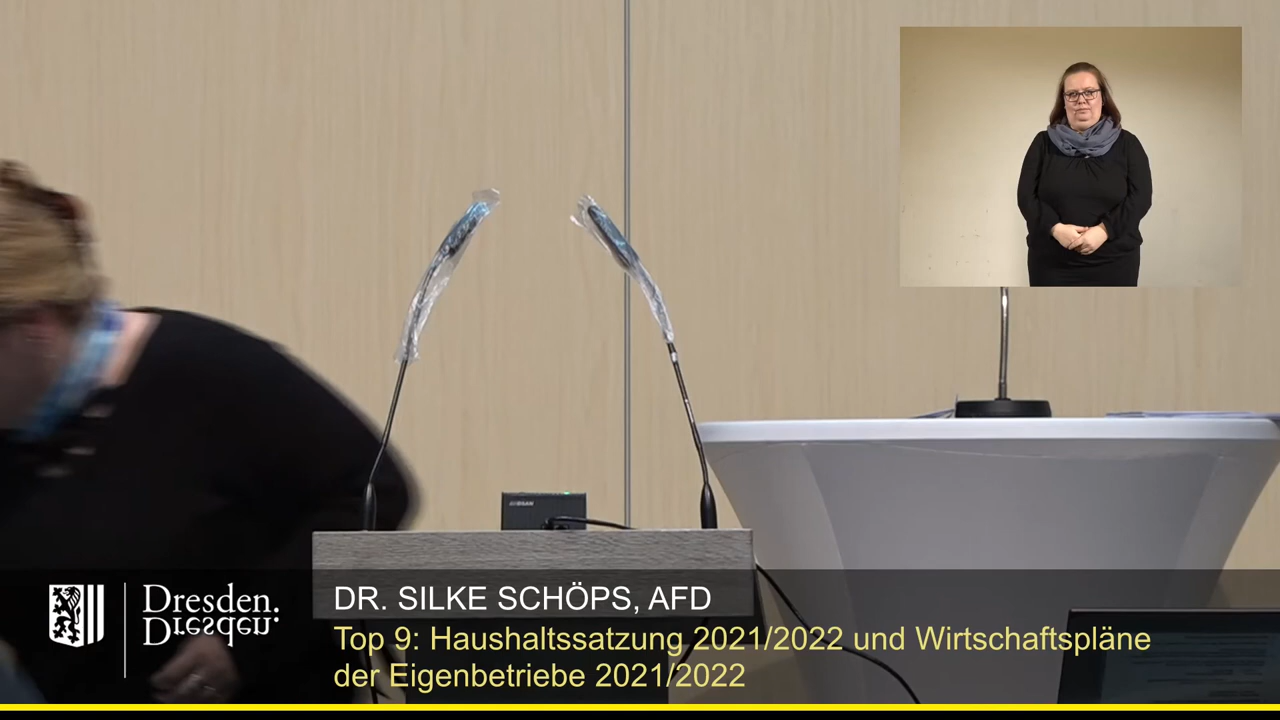 DR. SILKE SCHÖPS, AFD
Dresden.
Dresden.
Top 9: Haushaltssatzung 2021/2022 und Wirtschaftspläne
der Eigenbetriebe 2021/2022